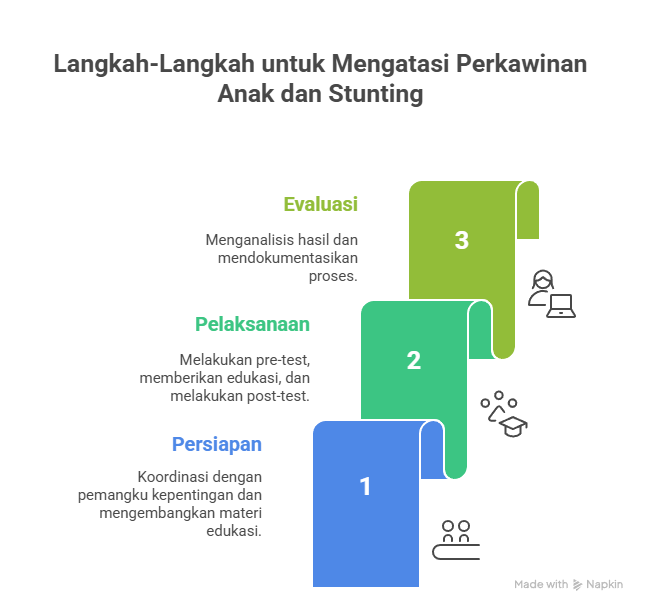 Langkah-Langkah untuk Mengatasi Perkawinan
Anak dan Stunting
Evaluasi
Menganalisis hasil dan
mendokumentasikan
proses.
3
Pelaksanaan
Melakukan pre-test,
memberikan edukasi, dan
melakukan post-test.
2
Persiapan
Koordinasi dengan
pemangku kepentingan dan
mengembangkan materi
edukasi.
1
Made with Napkin